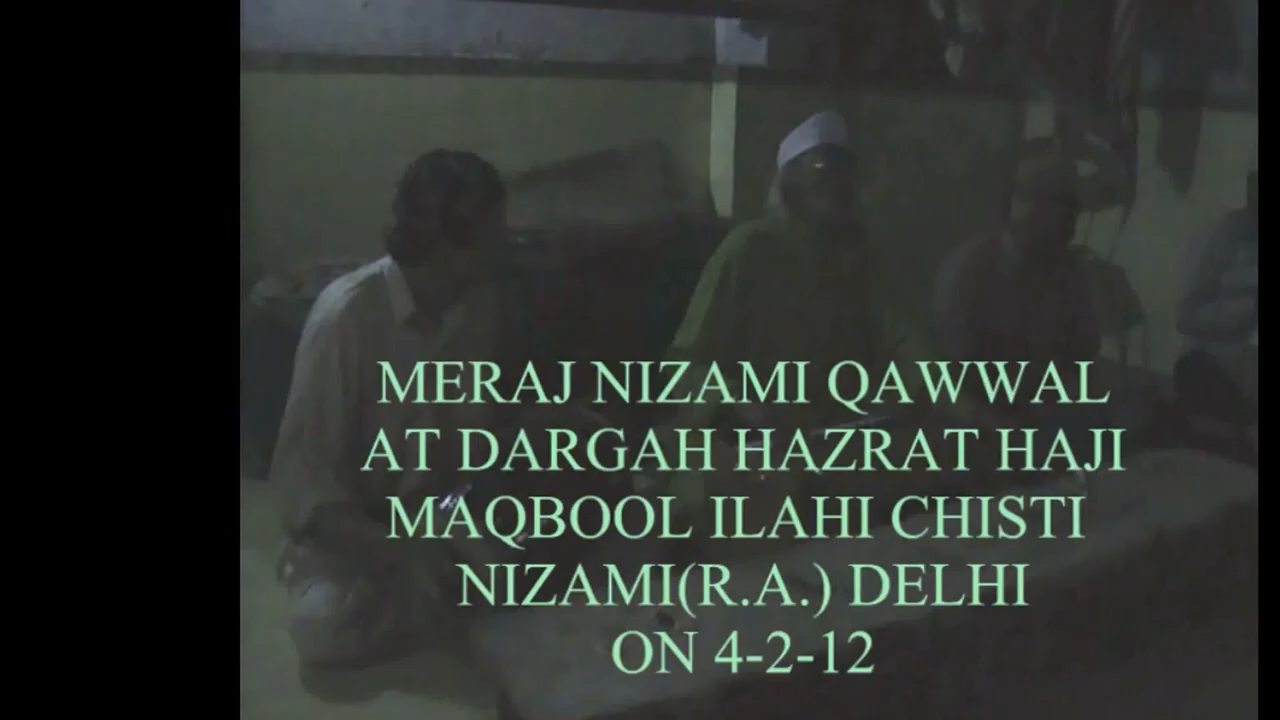 MERAJ NIZAMI QAWWAL
AT DARGAH HAZRAT HAJI
MAQBOOL ILAHI CHISTI
NIZAMI(R.A.) DELHI
ON 4-2-12